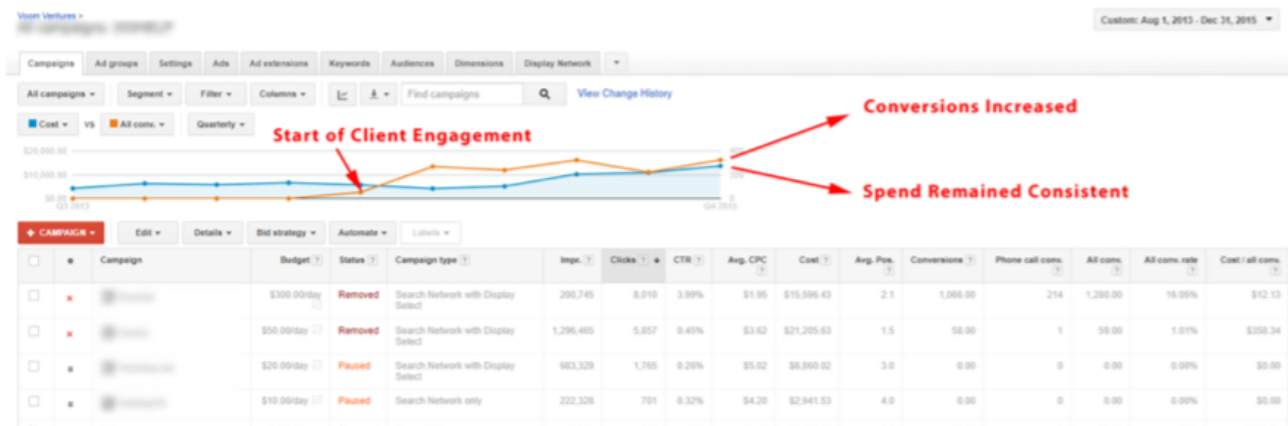 Voom Ventures >
Custom: Aug 1, 2013 - Dec 31, 2015
Campaigns Ad groups Settings Ads Ad extensions Keywords Audiences Dimensions Display Network
All campaigns Segment Filter Columns Find campaigns View Change History
Conversions Increased
Cost VS All conv. Quarterly
Start of Client Engagement
$20,000.00 400
$10,000.00 200
Spend Remained Consistent
$0.00 0
Q3 2013 Q4 2015
+ CAMPAIGN Edit Details Bid strategy Automate Labels
Campaign Budget ? Status ? Campaign type ? Impr. ? Clicks ? CTR ? Avg. CPC ? Cost ? Avg. Pos. ? Conversions ? Phone call conv. ? All conv. ? All conv. rate ? Cost / all conv. ?
$300.00/day Removed Search Network with Display Select 200,745 8,010 3.99% $1.95 $15,596.43 2.1 1,066.00 214 1,280.00 16.05% $12.13
$50.00/day Removed Search Network with Display Select 1,296,465 5,857 0.45% $3.62 $21,205.63 1.5 58.00 1 59.00 1.01% $358.34
$20.00/day Paused Search Network with Display Select 683,329 1,765 0.26% $5.02 $8,860.02 3.0 0.00 0 0.00 0.00% $0.00
$10.00/day Paused Search Network only 222,328 701 0.32% $4.20 $2,941.53 4.0 0.00 0 0.00 0.00% $0.00